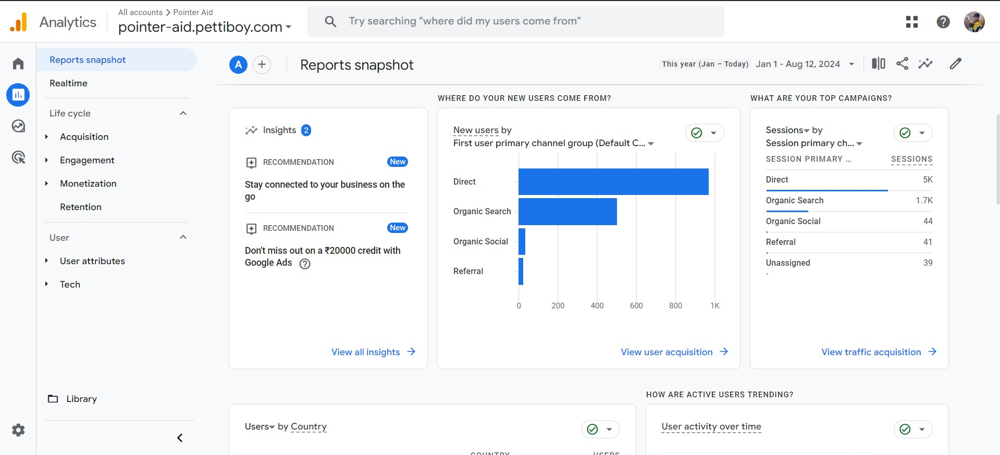 Analytics
All accounts > Pointer Aid
pointer-aid.pettiboy.com
Try searching "where did my users come from"
Reports snapshot
Realtime
Life cycle
Acquisition
Engagement
Monetization
Retention
User
User attributes
Tech
Library
A
Reports snapshot
This year (Jan – Today) Jan 1 - Aug 12, 2024
Insights 2
RECOMMENDATION New
Stay connected to your business on the
go
RECOMMENDATION New
Don't miss out on a ₹20000 credit with
Google Ads
View all insights
WHERE DO YOUR NEW USERS COME FROM?
New users by
First user primary channel group (Default C...
Direct
Organic Search
Organic Social
Referral
0 200 400 600 800 1K
View user acquisition
WHAT ARE YOUR TOP CAMPAIGNS?
Sessions by
Session primary ch...
SESSION PRIMARY ... SESSIONS
Direct 5K
Organic Search 1.7K
Organic Social 44
Referral 41
Unassigned 39
View traffic acquisition
Users by Country
COUNTRY USERS
HOW ARE ACTIVE USERS TRENDING?
User activity over time